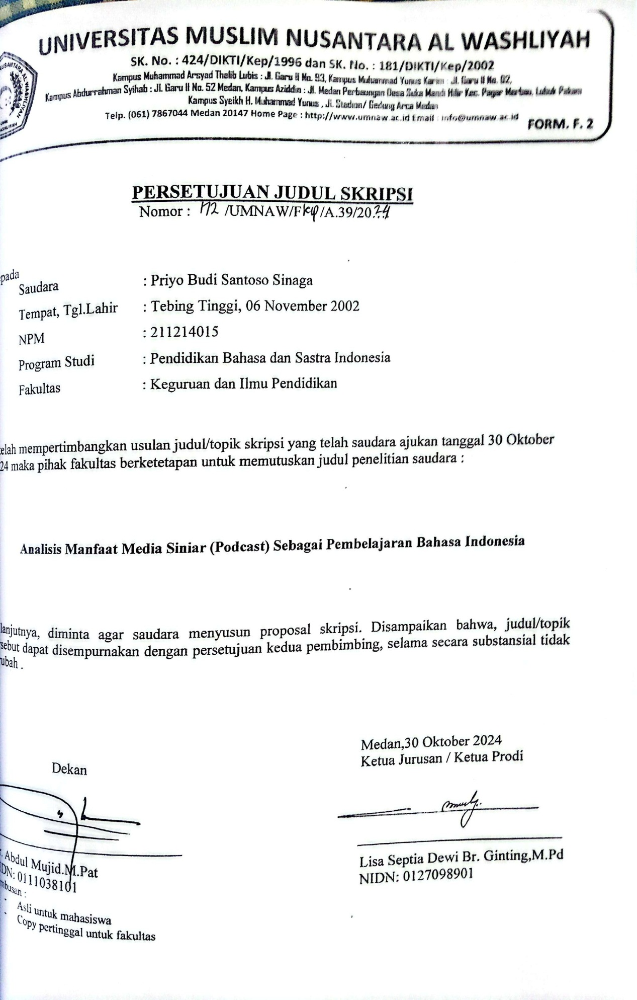 UNIVERSITAS MUSLIM NUSANTARA AL WASHLIYAH
SK. No. : 424/DIKTI/Kep/1996 dan SK. No. : 181/DIKTI/Kep/2002
Kampus Muhammad Arsyad Thalib Lubis : Jl. Garu II No. 93, Kampus Muhammad Yunus Karim : Jl. Garu II No. 02,
Kampus Abdurrahman Syihab : Jl. Garu II No. 52 Medan, Kampus Aziddin : Jl. Medan Perbaungan Desa Suka Mandi Hilir Kec. Pagar Merbau, Lubuk Pakam
Kampus Syeikh H. Muhammad Yunus , Jl. Stadion/ Gedung Arca Medan
Telp. (061) 7867044 Medan 20147 Home Page : http://www.umnaw.ac.id Email : info@umnaw.ac.id
FORM. F. 2
PERSETUJUAN JUDUL SKRIPSI
Nomor : 172 /UMNAW/Fkip/A.39/2024
pada
Saudara : Priyo Budi Santoso Sinaga
Tempat, Tgl.Lahir : Tebing Tinggi, 06 November 2002
NPM : 211214015
Program Studi : Pendidikan Bahasa dan Sastra Indonesia
Fakultas : Keguruan dan Ilmu Pendidikan
elah mempertimbangkan usulan judul/topik skripsi yang telah saudara ajukan tanggal 30 Oktober
24 maka pihak fakultas berketetapan untuk memutuskan judul penelitian saudara :
Analisis Manfaat Media Siniar (Podcast) Sebagai Pembelajaran Bahasa Indonesia
lanjutnya, diminta agar saudara menyusun proposal skripsi. Disampaikan bahwa, judul/topik
sebut dapat disempurnakan dengan persetujuan kedua pembimbing, selama secara substansial tidak
ubah .
Medan,30 Oktober 2024
Ketua Jurusan / Ketua Prodi
Dekan
. Abdul Mujid.M.Pat
DN: 0111038101
Lisa Septia Dewi Br. Ginting,M.Pd
NIDN: 0127098901
mbusan :
- Asli untuk mahasiswa
- Copy pertinggal untuk fakultas